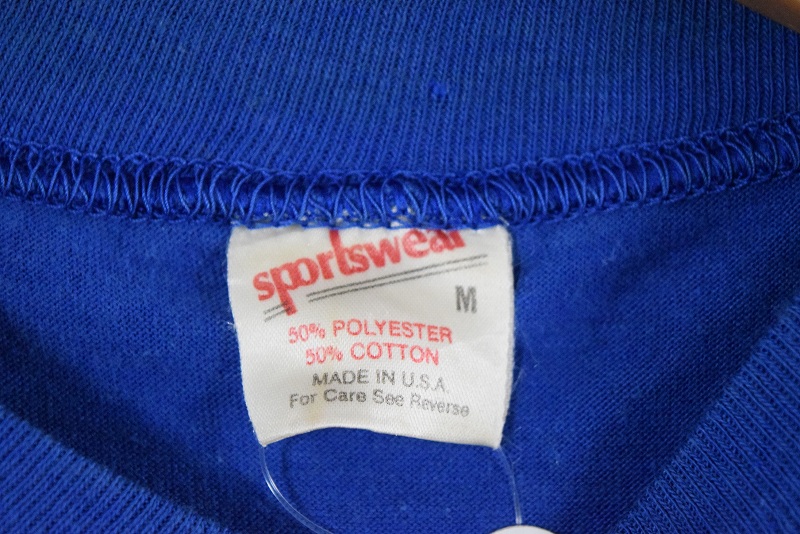 sportswear
M
50% POLYESTER
50% COTTON
MADE IN U.S.A.
For Care See Reverse